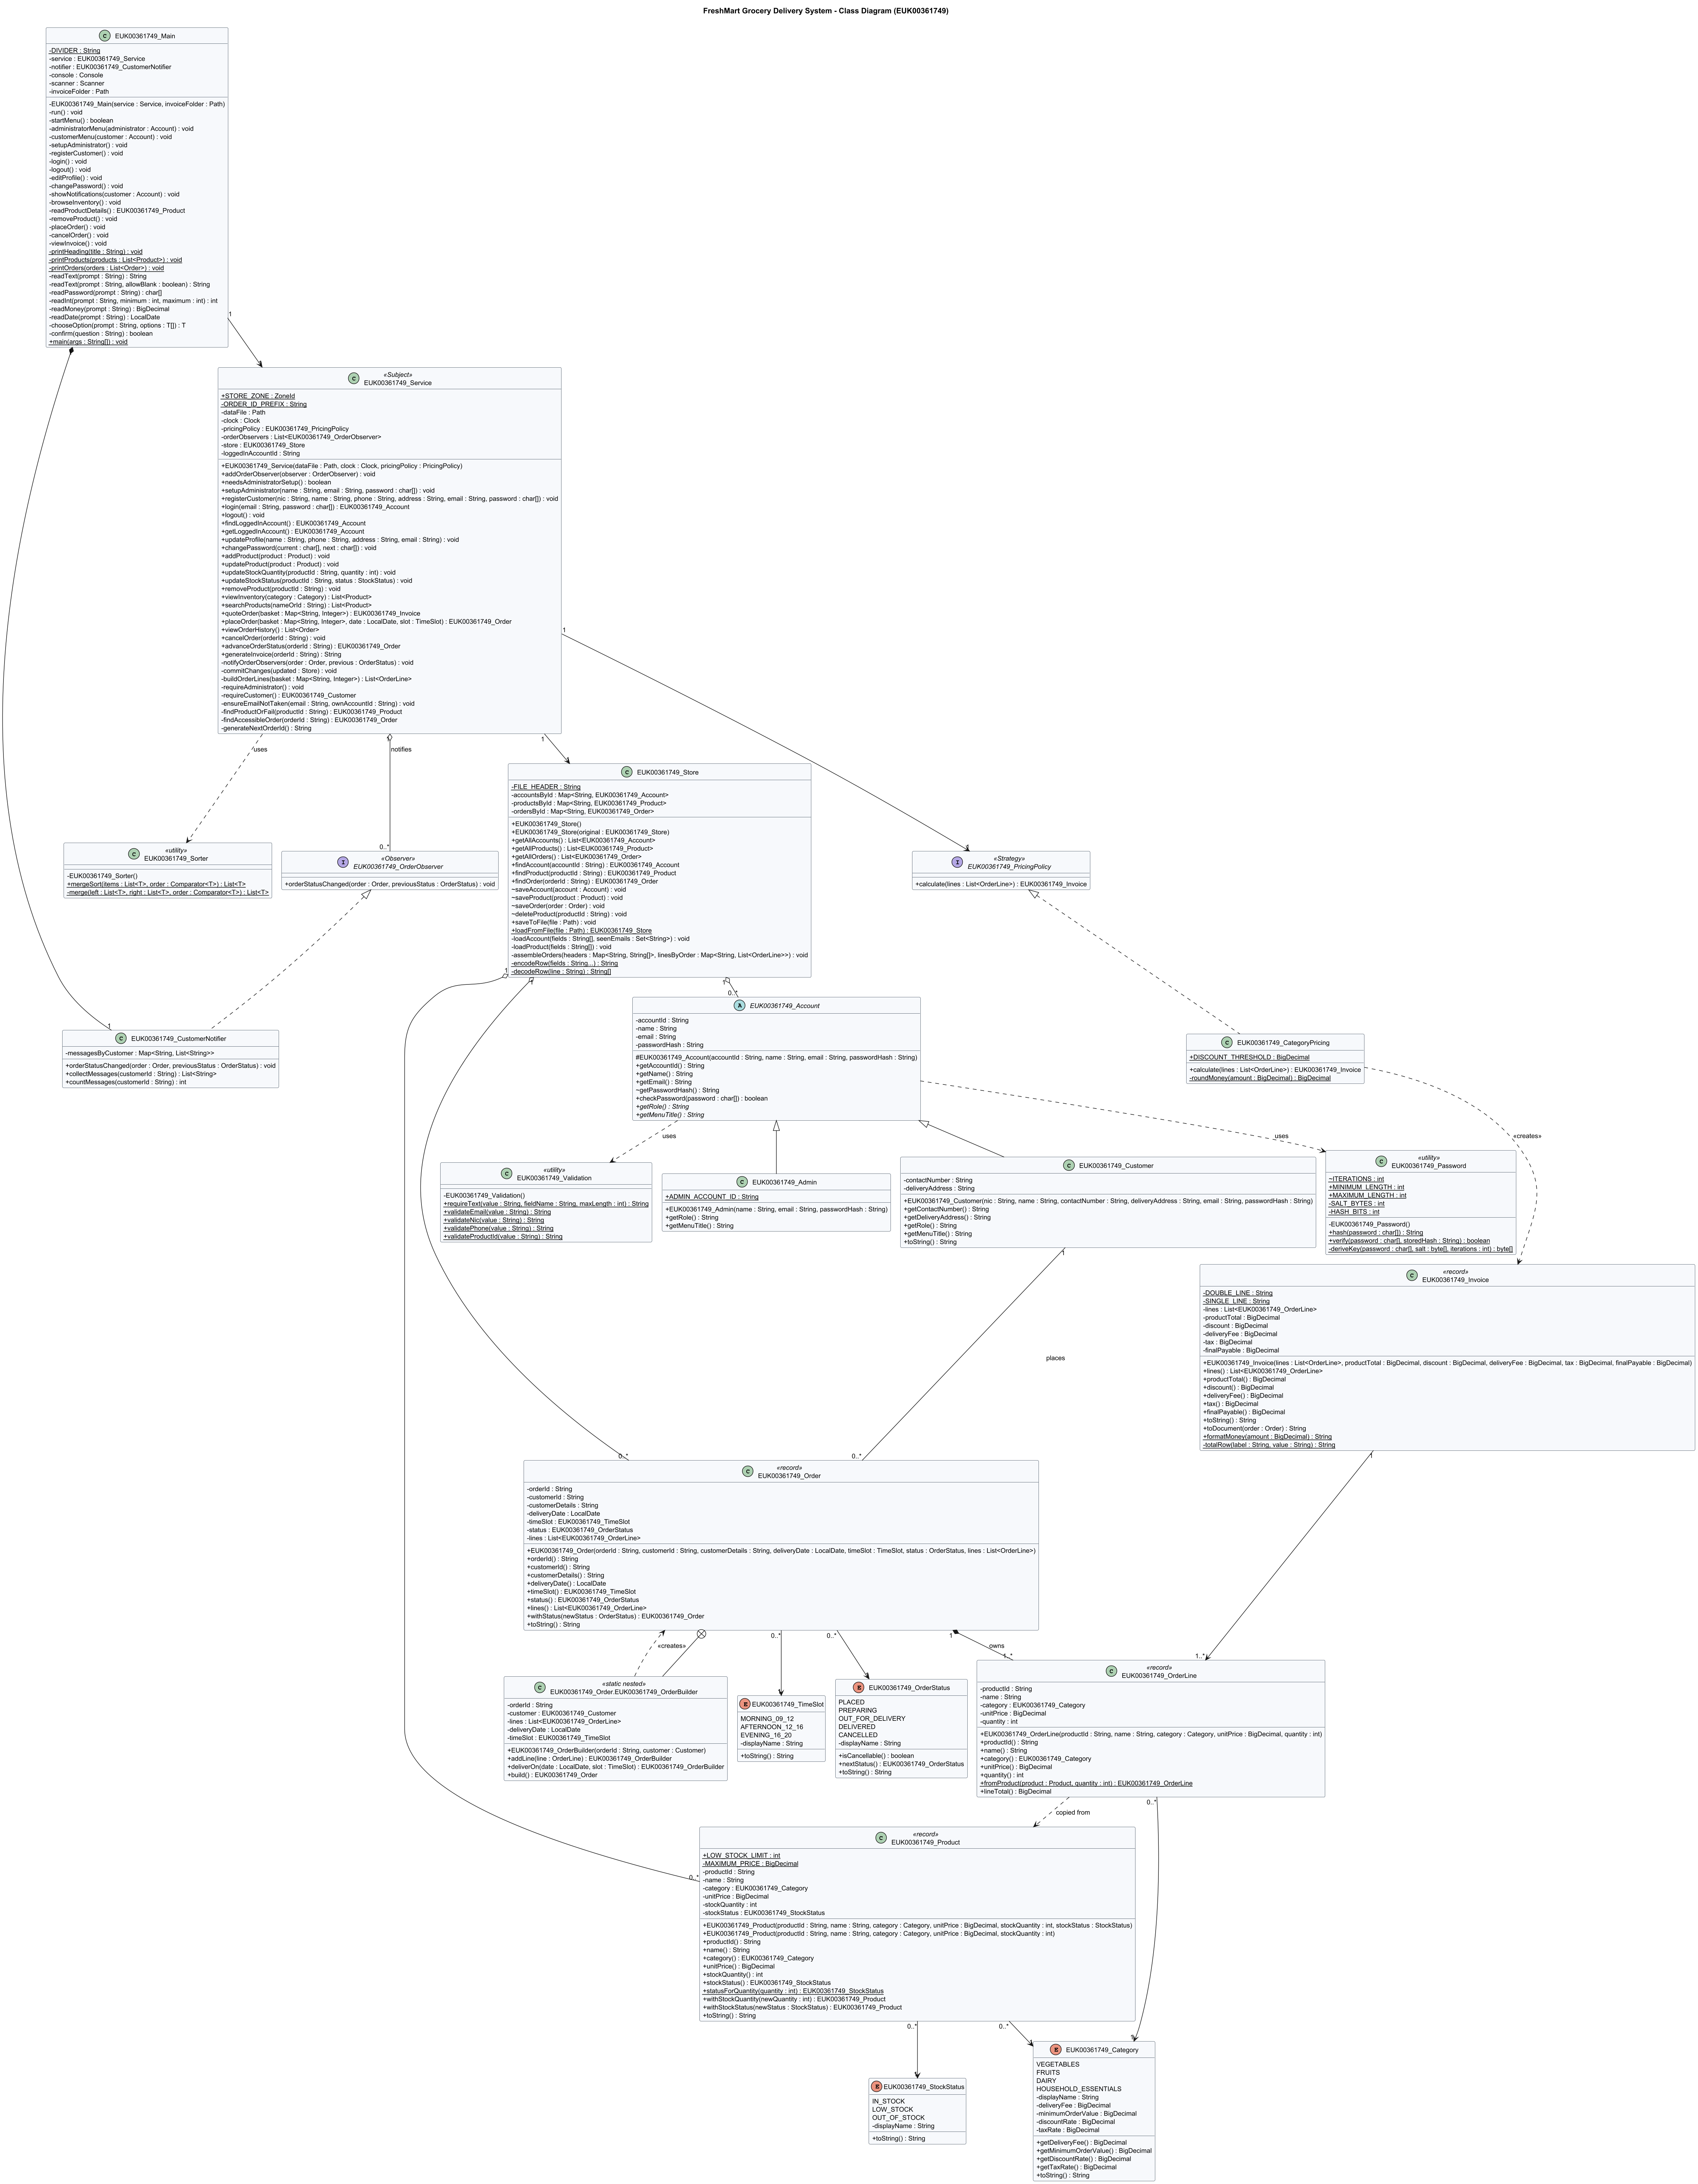 FreshMart Grocery Delivery System - Class Diagram (EUK00361749)
C EUK00361749_Main
-DIVIDER : String
-service : EUK00361749_Service
-notifier : EUK00361749_CustomerNotifier
-console : Console
-scanner : Scanner
-invoiceFolder : Path
-EUK00361749_Main(service : Service, invoiceFolder : Path)
-run() : void
-startMenu() : boolean
-administratorMenu(administrator : Account) : void
-customerMenu(customer : Account) : void
-setupAdministrator() : void
-registerCustomer() : void
-login() : void
-logout() : void
-editProfile() : void
-changePassword() : void
-showNotifications(customer : Account) : void
-browseInventory() : void
-readProductDetails() : EUK00361749_Product
-removeProduct() : void
-placeOrder() : void
-cancelOrder() : void
-viewInvoice() : void
-printHeading(title : String) : void
-printProducts(products : List<Product>) : void
-printOrders(orders : List<Order>) : void
-readText(prompt : String) : String
-readText(prompt : String, allowBlank : boolean) : String
-readPassword(prompt : String) : char[]
-readInt(prompt : String, minimum : int, maximum : int) : int
-readMoney(prompt : String) : BigDecimal
-readDate(prompt : String) : LocalDate
-chooseOption(prompt : String, options : T[]) : T
-confirm(question : String) : boolean
+main(args : String[]) : void
1
«Subject»
C EUK00361749_Service
+STORE_ZONE : ZoneId
-ORDER_ID_PREFIX : String
-dataFile : Path
-clock : Clock
-pricingPolicy : EUK00361749_PricingPolicy
-orderObservers : List<EUK00361749_OrderObserver>
-store : EUK00361749_Store
-loggedInAccountId : String
+EUK00361749_Service(dataFile : Path, clock : Clock, pricingPolicy : PricingPolicy)
+addOrderObserver(observer : OrderObserver) : void
+needsAdministratorSetup() : boolean
+setupAdministrator(name : String, email : String, password : char[]) : void
+registerCustomer(nic : String, name : String, phone : String, address : String, email : String, password : char[]) : void
+login(email : String, password : char[]) : EUK00361749_Account
+logout() : void
+findLoggedInAccount() : EUK00361749_Account
+getLoggedInAccount() : EUK00361749_Account
+updateProfile(name : String, phone : String, address : String, email : String) : void
+changePassword(current : char[], next : char[]) : void
+addProduct(product : Product) : void
+updateProduct(product : Product) : void
+updateStockQuantity(productId : String, quantity : int) : void
+updateStockStatus(productId : String, status : StockStatus) : void
+removeProduct(productId : String) : void
+viewInventory(category : Category) : List<Product>
+searchProducts(nameOrId : String) : List<Product>
+quoteOrder(basket : Map<String, Integer>) : EUK00361749_Invoice
+placeOrder(basket : Map<String, Integer>, date : LocalDate, slot : TimeSlot) : EUK00361749_Order
+viewOrderHistory() : List<Order>
+cancelOrder(orderId : String) : void
+advanceOrderStatus(orderId : String) : EUK00361749_Order
+generateInvoice(orderId : String) : String
-notifyOrderObservers(order : Order, previous : OrderStatus) : void
-commitChanges(updated : Store) : void
-buildOrderLines(basket : Map<String, Integer>) : List<OrderLine>
-requireAdministrator() : void
-requireCustomer() : EUK00361749_Customer
-ensureEmailNotTaken(email : String, ownAccountId : String) : void
-findProductOrFail(productId : String) : EUK00361749_Product
-findAccessibleOrder(orderId : String) : EUK00361749_Order
-generateNextOrderId() : String
1
uses
1
notifies
1
C EUK00361749_Store
-FILE_HEADER : String
-accountsById : Map<String, EUK00361749_Account>
-productsById : Map<String, EUK00361749_Product>
-ordersById : Map<String, EUK00361749_Order>
+EUK00361749_Store()
+EUK00361749_Store(original : EUK00361749_Store)
+getAllAccounts() : List<EUK00361749_Account>
+getAllProducts() : List<EUK00361749_Product>
+getAllOrders() : List<EUK00361749_Order>
+findAccount(accountId : String) : EUK00361749_Account
+findProduct(productId : String) : EUK00361749_Product
+findOrder(orderId : String) : EUK00361749_Order
~saveAccount(account : Account) : void
~saveProduct(product : Product) : void
~saveOrder(order : Order) : void
~deleteProduct(productId : String) : void
+saveToFile(file : Path) : void
+loadFromFile(file : Path) : EUK00361749_Store
-loadAccount(fields : String[], seenEmails : Set<String>) : void
-loadProduct(fields : String[]) : void
-assembleOrders(headers : Map<String, String[]>, linesByOrder : Map<String, List<OrderLine>>) : void
-encodeRow(fields : String...) : String
-decodeRow(line : String) : String[]
«utility»
C EUK00361749_Sorter
-EUK00361749_Sorter()
+mergeSort(items : List<T>, order : Comparator<T>) : List<T>
-merge(left : List<T>, right : List<T>, order : Comparator<T>) : List<T>
0..*
«Observer»
I EUK00361749_OrderObserver
+orderStatusChanged(order : Order, previousStatus : OrderStatus) : void
1
«Strategy»
I EUK00361749_PricingPolicy
+calculate(lines : List<OrderLine>) : EUK00361749_Invoice
1
1
1
0..*
1
C EUK00361749_CustomerNotifier
-messagesByCustomer : Map<String, List<String>>
+orderStatusChanged(order : Order, previousStatus : OrderStatus) : void
+collectMessages(customerId : String) : List<String>
+countMessages(customerId : String) : int
A EUK00361749_Account
-accountId : String
-name : String
-email : String
-passwordHash : String
#EUK00361749_Account(accountId : String, name : String, email : String, passwordHash : String)
+getAccountId() : String
+getName() : String
+getEmail() : String
~getPasswordHash() : String
+checkPassword(password : char[]) : boolean
+getRole() : String
+getMenuTitle() : String
C EUK00361749_CategoryPricing
+DISCOUNT_THRESHOLD : BigDecimal
+calculate(lines : List<OrderLine>) : EUK00361749_Invoice
-roundMoney(amount : BigDecimal) : BigDecimal
uses
uses
«creates»
«utility»
C EUK00361749_Validation
-EUK00361749_Validation()
+requireText(value : String, fieldName : String, maxLength : int) : String
+validateEmail(value : String) : String
+validateNic(value : String) : String
+validatePhone(value : String) : String
+validateProductId(value : String) : String
C EUK00361749_Admin
+ADMIN_ACCOUNT_ID : String
+EUK00361749_Admin(name : String, email : String, passwordHash : String)
+getRole() : String
+getMenuTitle() : String
C EUK00361749_Customer
-contactNumber : String
-deliveryAddress : String
+EUK00361749_Customer(nic : String, name : String, contactNumber : String, deliveryAddress : String, email : String, passwordHash : String)
+getContactNumber() : String
+getDeliveryAddress() : String
+getRole() : String
+getMenuTitle() : String
+toString() : String
«utility»
C EUK00361749_Password
~ITERATIONS : int
+MINIMUM_LENGTH : int
+MAXIMUM_LENGTH : int
-SALT_BYTES : int
-HASH_BITS : int
-EUK00361749_Password()
+hash(password : char[]) : String
+verify(password : char[], storedHash : String) : boolean
-deriveKey(password : char[], salt : byte[], iterations : int) : byte[]
1
places
«record»
C EUK00361749_Invoice
-DOUBLE_LINE : String
-SINGLE_LINE : String
-lines : List<EUK00361749_OrderLine>
-productTotal : BigDecimal
-discount : BigDecimal
-deliveryFee : BigDecimal
-tax : BigDecimal
-finalPayable : BigDecimal
+EUK00361749_Invoice(lines : List<OrderLine>, productTotal : BigDecimal, discount : BigDecimal, deliveryFee : BigDecimal, tax : BigDecimal, finalPayable : BigDecimal)
+lines() : List<EUK00361749_OrderLine>
+productTotal() : BigDecimal
+discount() : BigDecimal
+deliveryFee() : BigDecimal
+tax() : BigDecimal
+finalPayable() : BigDecimal
+toString() : String
+toDocument(order : Order) : String
+formatMoney(amount : BigDecimal) : String
-totalRow(label : String, value : String) : String
1
0..*
0..*
«record»
C EUK00361749_Order
-orderId : String
-customerId : String
-customerDetails : String
-deliveryDate : LocalDate
-timeSlot : EUK00361749_TimeSlot
-status : EUK00361749_OrderStatus
-lines : List<EUK00361749_OrderLine>
+EUK00361749_Order(orderId : String, customerId : String, customerDetails : String, deliveryDate : LocalDate, timeSlot : TimeSlot, status : OrderStatus, lines : List<OrderLine>)
+orderId() : String
+customerId() : String
+customerDetails() : String
+deliveryDate() : LocalDate
+timeSlot() : EUK00361749_TimeSlot
+status() : EUK00361749_OrderStatus
+lines() : List<EUK00361749_OrderLine>
+withStatus(newStatus : OrderStatus) : EUK00361749_Order
+toString() : String
«creates»
0..*
0..*
1
owns
1..*
1..*
«static nested»
C EUK00361749_Order.EUK00361749_OrderBuilder
-orderId : String
-customer : EUK00361749_Customer
-lines : List<EUK00361749_OrderLine>
-deliveryDate : LocalDate
-timeSlot : EUK00361749_TimeSlot
+EUK00361749_OrderBuilder(orderId : String, customer : Customer)
+addLine(line : OrderLine) : EUK00361749_OrderBuilder
+deliverOn(date : LocalDate, slot : TimeSlot) : EUK00361749_OrderBuilder
+build() : EUK00361749_Order
E EUK00361749_TimeSlot
MORNING_09_12
AFTERNOON_12_16
EVENING_16_20
-displayName : String
+toString() : String
E EUK00361749_OrderStatus
PLACED
PREPARING
OUT_FOR_DELIVERY
DELIVERED
CANCELLED
-displayName : String
+isCancellable() : boolean
+nextStatus() : EUK00361749_OrderStatus
+toString() : String
«record»
C EUK00361749_OrderLine
-productId : String
-name : String
-category : EUK00361749_Category
-unitPrice : BigDecimal
-quantity : int
+EUK00361749_OrderLine(productId : String, name : String, category : Category, unitPrice : BigDecimal, quantity : int)
+productId() : String
+name() : String
+category() : EUK00361749_Category
+unitPrice() : BigDecimal
+quantity() : int
+fromProduct(product : Product, quantity : int) : EUK00361749_OrderLine
+lineTotal() : BigDecimal
copied from
0..*
0..*
«record»
C EUK00361749_Product
+LOW_STOCK_LIMIT : int
-MAXIMUM_PRICE : BigDecimal
-productId : String
-name : String
-category : EUK00361749_Category
-unitPrice : BigDecimal
-stockQuantity : int
-stockStatus : EUK00361749_StockStatus
+EUK00361749_Product(productId : String, name : String, category : Category, unitPrice : BigDecimal, stockQuantity : int, stockStatus : StockStatus)
+EUK00361749_Product(productId : String, name : String, category : Category, unitPrice : BigDecimal, stockQuantity : int)
+productId() : String
+name() : String
+category() : EUK00361749_Category
+unitPrice() : BigDecimal
+stockQuantity() : int
+stockStatus() : EUK00361749_StockStatus
+statusForQuantity(quantity : int) : EUK00361749_StockStatus
+withStockQuantity(newQuantity : int) : EUK00361749_Product
+withStockStatus(newStatus : StockStatus) : EUK00361749_Product
+toString() : String
0..*
0..*
E EUK00361749_StockStatus
IN_STOCK
LOW_STOCK
OUT_OF_STOCK
-displayName : String
+toString() : String
E EUK00361749_Category
VEGETABLES
FRUITS
DAIRY
HOUSEHOLD_ESSENTIALS
-displayName : String
-deliveryFee : BigDecimal
-minimumOrderValue : BigDecimal
-discountRate : BigDecimal
-taxRate : BigDecimal
+getDeliveryFee() : BigDecimal
+getMinimumOrderValue() : BigDecimal
+getDiscountRate() : BigDecimal
+getTaxRate() : BigDecimal
+toString() : String